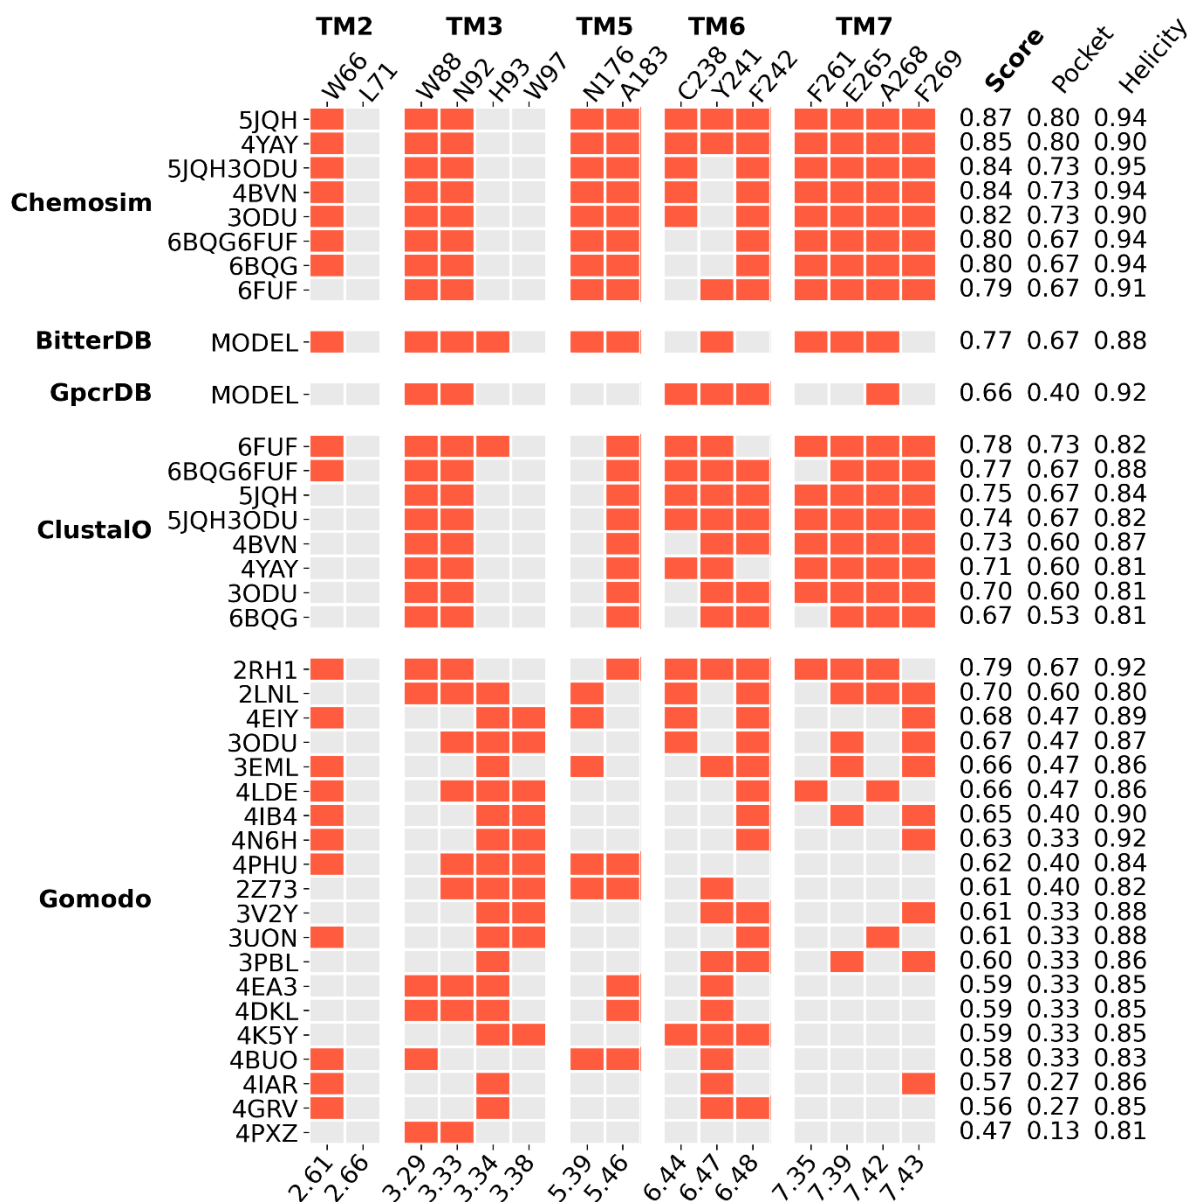 TM2 TM3 TM5 TM6 TM7
W66 L71 W88 N92 H93 W97 N176 A183 C238 Y241 F242 F261 E265 A268 F269 Score Pocket Helicity
Chemosim
5JQH 0.87 0.80 0.94
4YAY 0.85 0.80 0.90
5JQH3ODU 0.84 0.73 0.95
4BVN 0.84 0.73 0.94
3ODU 0.82 0.73 0.90
6BQG6FUF 0.80 0.67 0.94
6BQG 0.80 0.67 0.94
6FUF 0.79 0.67 0.91
BitterDB MODEL 0.77 0.67 0.88
GpcrDB MODEL 0.66 0.40 0.92
ClustalO
6FUF 0.78 0.73 0.82
6BQG6FUF 0.77 0.67 0.88
5JQH 0.75 0.67 0.84
5JQH3ODU 0.74 0.67 0.82
4BVN 0.73 0.60 0.87
4YAY 0.71 0.60 0.81
3ODU 0.70 0.60 0.81
6BQG 0.67 0.53 0.81
Gomodo
2RH1 0.79 0.67 0.92
2LNL 0.70 0.60 0.80
4EIY 0.68 0.47 0.89
3ODU 0.67 0.47 0.87
3EML 0.66 0.47 0.86
4LDE 0.66 0.47 0.86
4IB4 0.65 0.40 0.90
4N6H 0.63 0.33 0.92
4PHU 0.62 0.40 0.84
2Z73 0.61 0.40 0.82
3V2Y 0.61 0.33 0.88
3UON 0.61 0.33 0.88
3PBL 0.60 0.33 0.86
4EA3 0.59 0.33 0.85
4DKL 0.59 0.33 0.85
4K5Y 0.59 0.33 0.85
4BUO 0.58 0.33 0.83
4IAR 0.57 0.27 0.86
4GRV 0.56 0.27 0.85
4PXZ 0.47 0.13 0.81
2.61 2.66 3.29 3.33 3.34 3.38 5.39 5.46 6.44 6.47 6.48 7.35 7.39 7.42 7.43